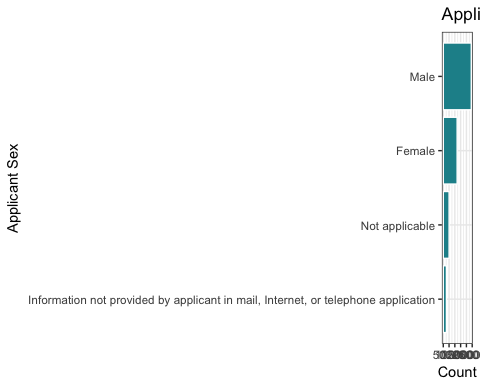 Appli
Male
Female
Not applicable
Information not provided by applicant in mail, Internet, or telephone application
Applicant Sex
Count